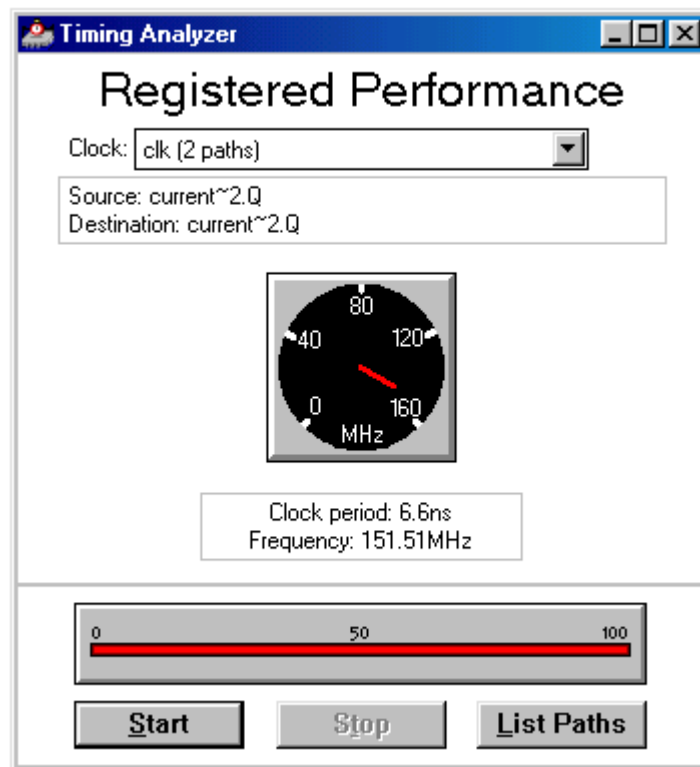 Timing Analyzer
Registered Performance
Clock: clk (2 paths)
Source: current~2.Q
Destination: current~2.Q
80
40 120
0 160
MHz
Clock period: 6.6ns
Frequency: 151.51MHz
0 50 100
Start Stop List Paths